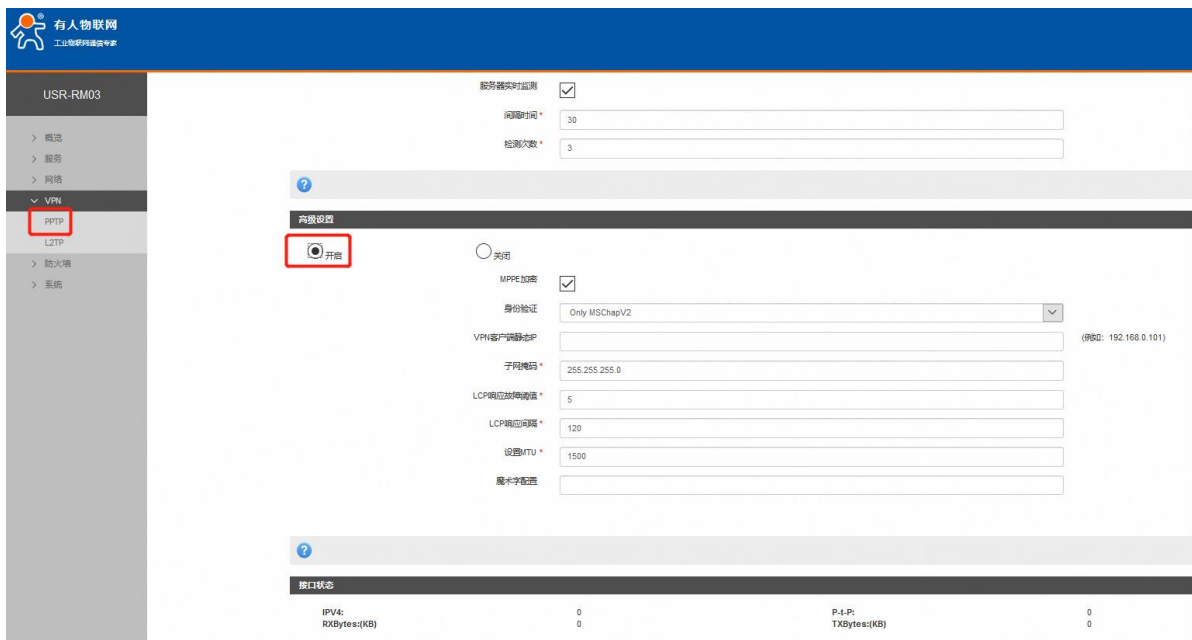 有人物联网
工业物联网通信专家
USR-RM03
概览
服务
网络
VPN
PPTP
L2TP
防火墙
系统
服务器实时监测
间隔时间 * 30
检测次数 * 3
高级设置
开启 关闭
MPPE加密
身份验证 Only MSChapV2
VPN客户端静态IP (例如：192.168.0.101)
子网掩码 * 255.255.255.0
LCP响应故障阈值 * 5
LCP响应间隔 * 120
设置MTU * 1500
魔术字配置
接口状态
IPV4: 0 P-t-P: 0
RXBytes:(KB) 0 TXBytes:(KB) 0